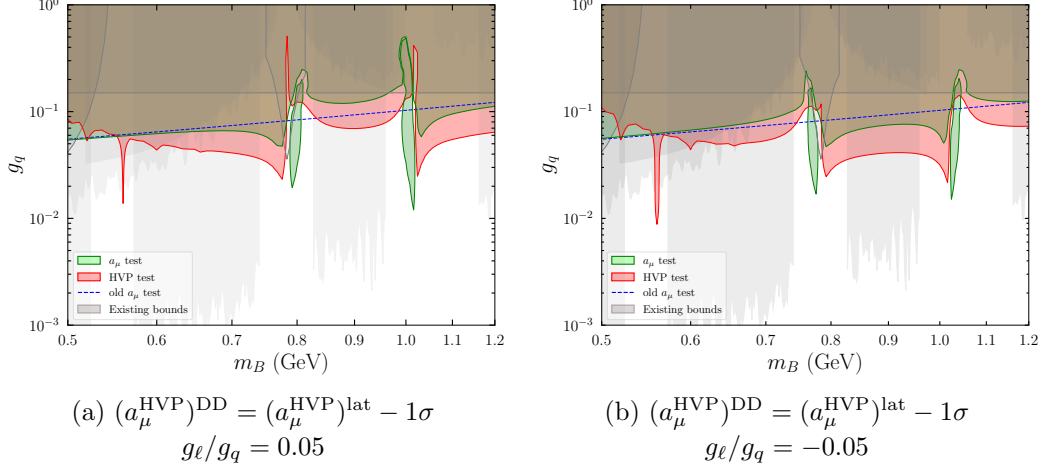 10⁰
10⁻¹
10⁻²
10⁻³
g_q
a_μ test
HVP test
old a_μ test
Existing bounds
0.5 0.6 0.7 0.8 0.9 1.0 1.1 1.2
m_B (GeV)
10⁰
10⁻¹
10⁻²
10⁻³
g_q
a_μ test
HVP test
old a_μ test
Existing bounds
0.5 0.6 0.7 0.8 0.9 1.0 1.1 1.2
m_B (GeV)
(a) (a_μ^HVP)^DD = (a_μ^HVP)^lat − 1σ
g_ℓ/g_q = 0.05
(b) (a_μ^HVP)^DD = (a_μ^HVP)^lat − 1σ
g_ℓ/g_q = −0.05